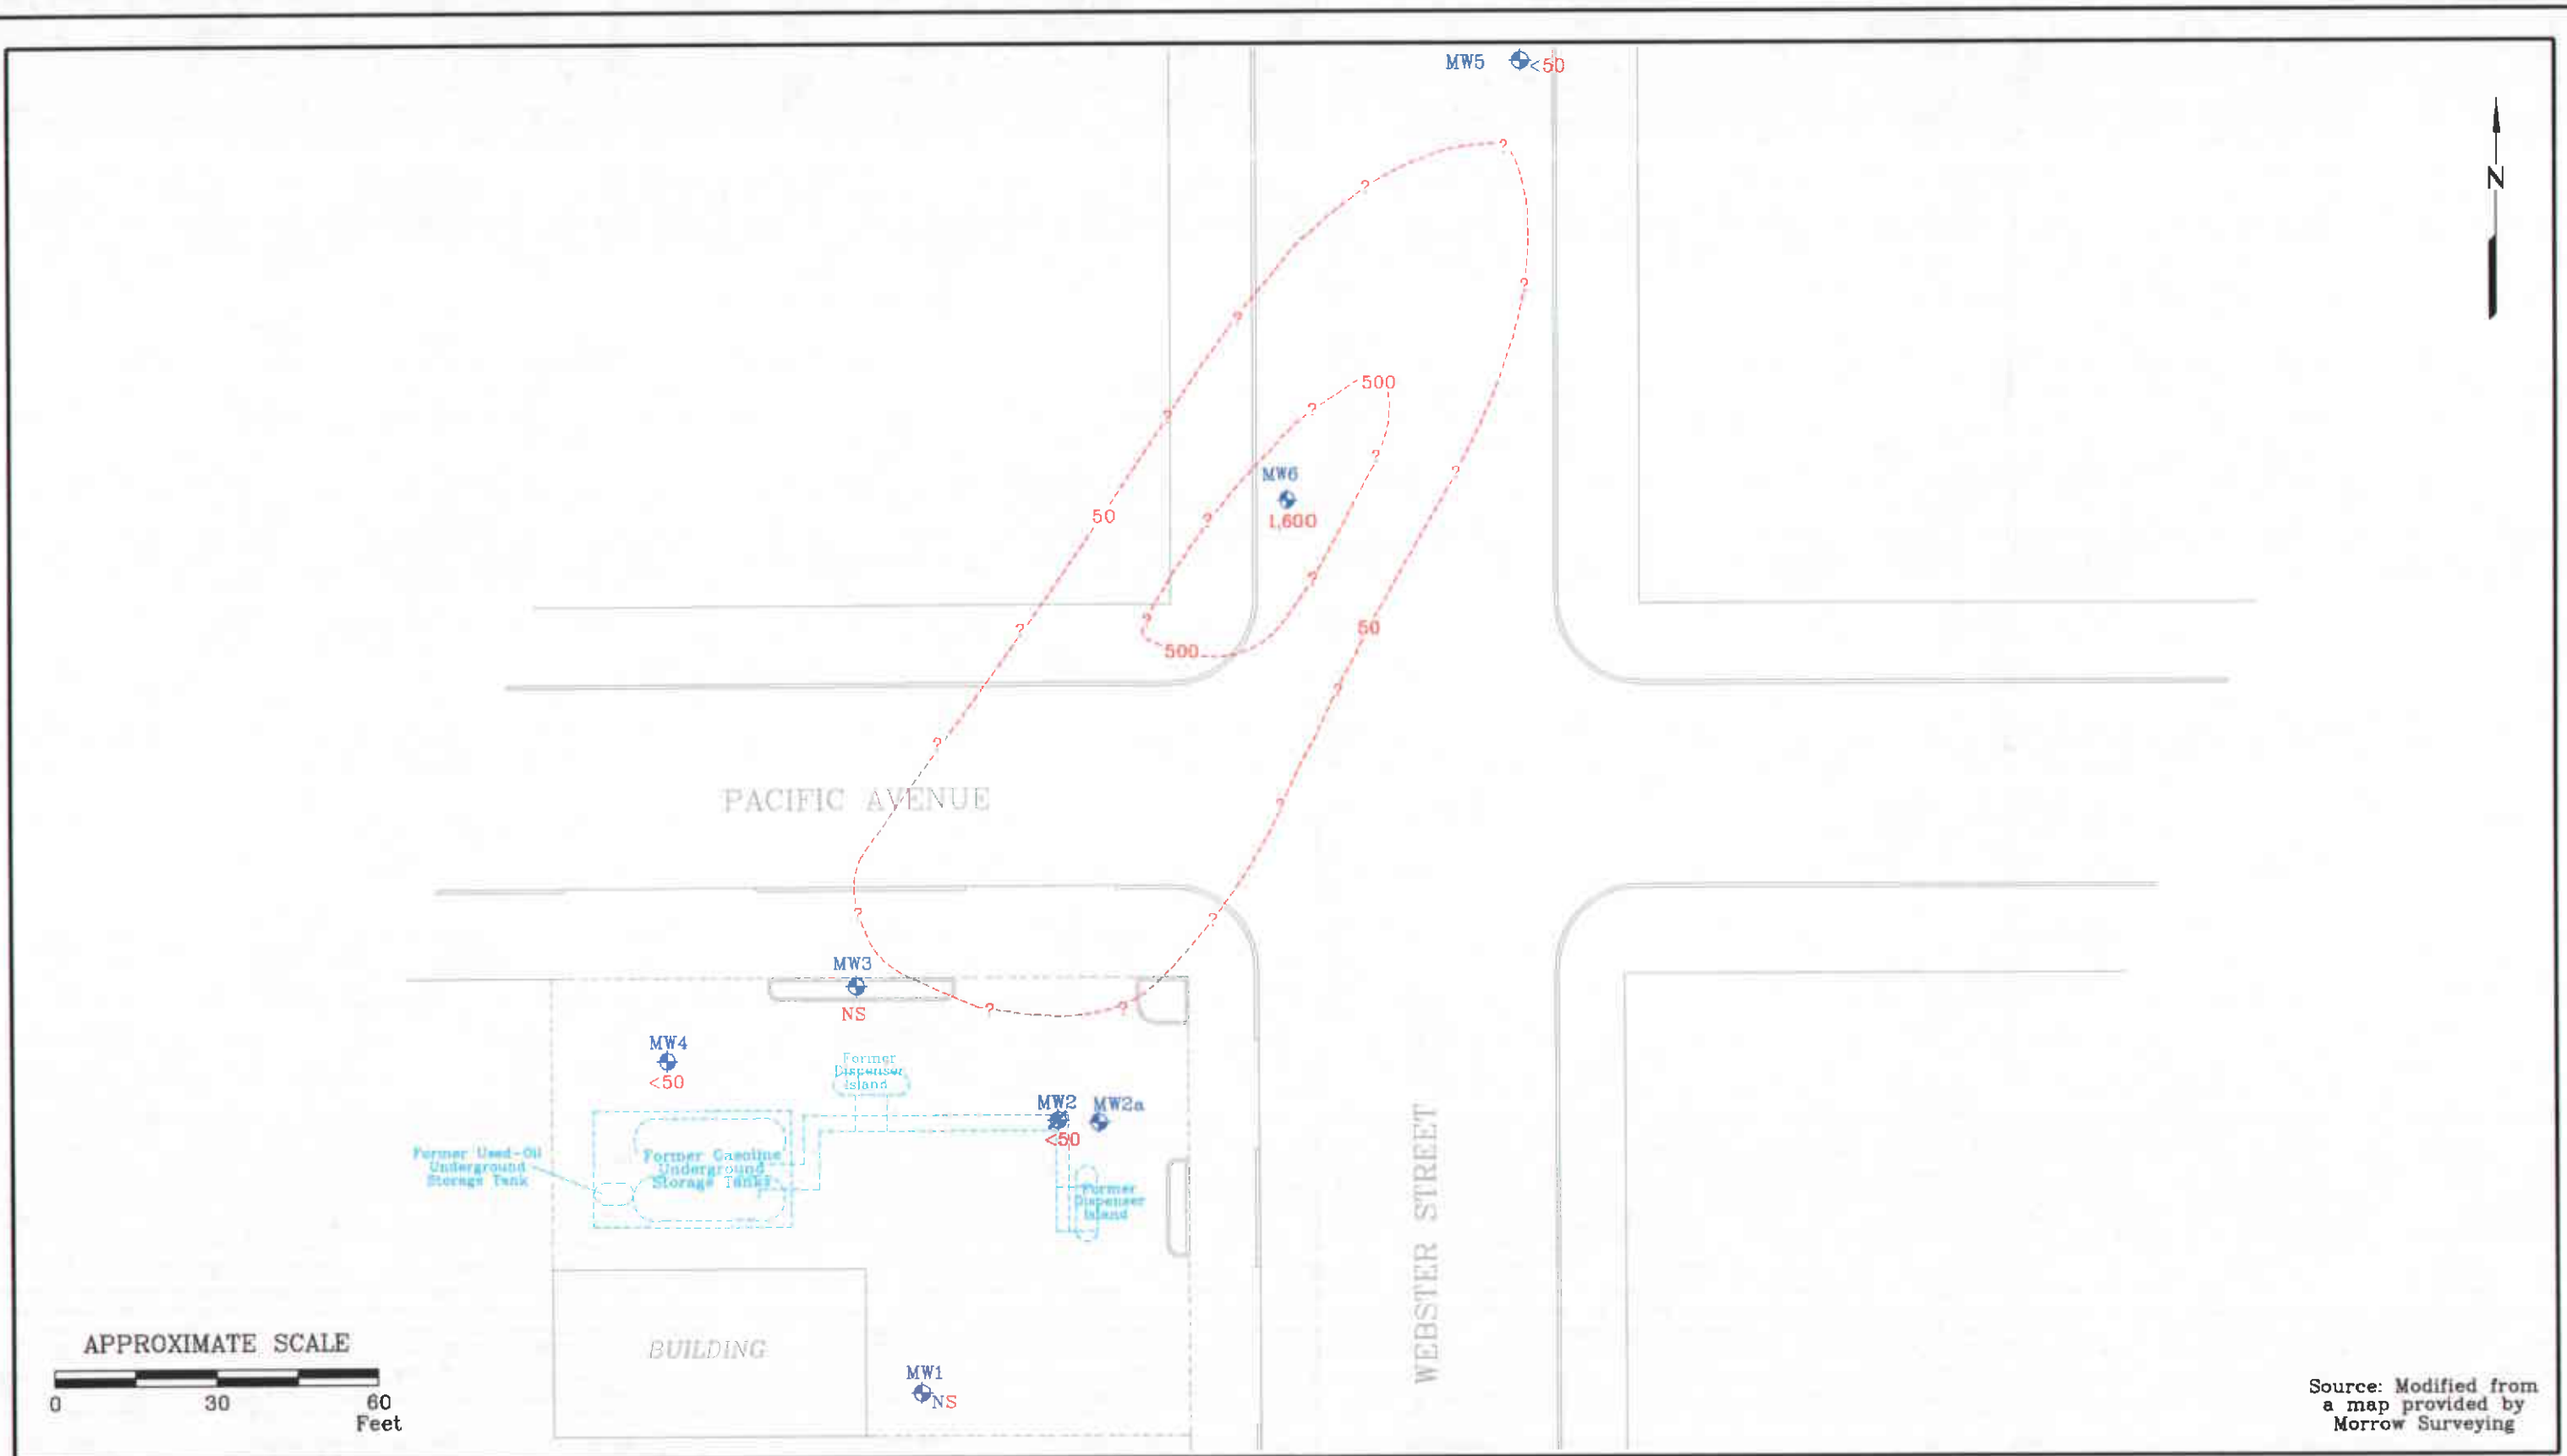 MW5
<50
N
?
?
?
?
500
?
?
?
MW6
1,600
50
?
?
?
?
50
500
?
?
?
PACIFIC AVENUE
?
?
?
MW3
NS
?
?
MW4
<50
Former
Dispenser
Island
MW2
<50
MW2a
Former Used-Oil
Underground
Storage Tank
Former Gasoline
Underground
Storage Tanks
Former
Dispenser
Island
WEBSTER STREET
BUILDING
MW1
NS
APPROXIMATE SCALE
0 30 60
Feet
Source: Modified from
a map provided by
Morrow Surveying